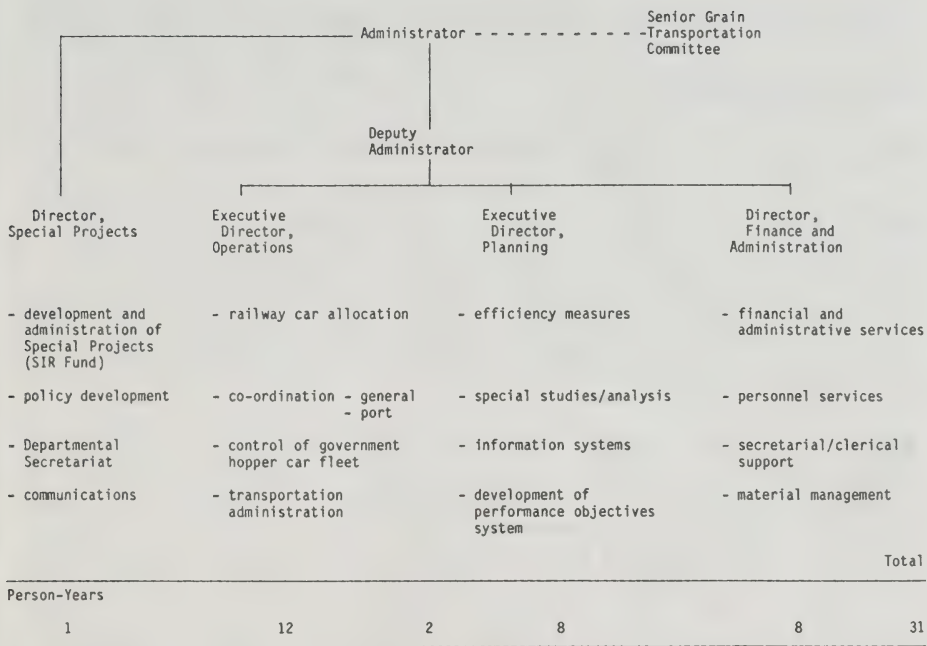 Senior Grain
Administrator - - - - - - - - - - - -Transportation
Committee
Deputy
Administrator
Director,
Special Projects
Executive
Director,
Operations
Executive
Director,
Planning
Director,
Finance and
Administration
- development and
administration of
Special Projects
(SIR Fund)
- policy development
- Departmental
Secretariat
- communications
- railway car allocation
- co-ordination - general
- port
- control of government
hopper car fleet
- transportation
administration
- efficiency measures
- special studies/analysis
- information systems
- development of
performance objectives
system
- financial and
administrative services
- personnel services
- secretarial/clerical
support
- material management
Total
Person-Years
1 12 2 8 8 31